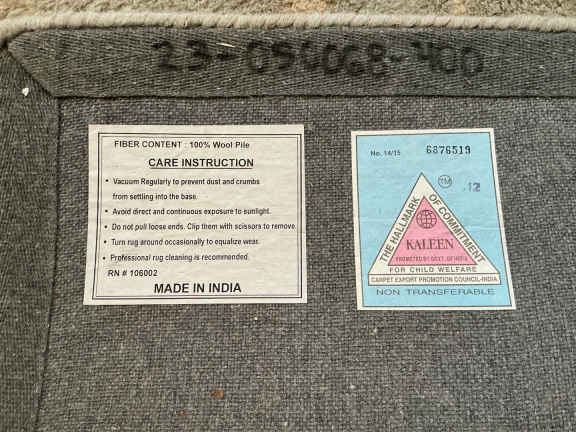 23-054068-400
FIBER CONTENT : 100% Wool Pile
CARE INSTRUCTION
• Vacuum Regularly to prevent dust and crumbs
from settling into the base.
• Avoid direct and continuous exposure to sunlight.
• Do not pull loose ends. Clip them with scissors to remove.
• Turn rug around occasionally to equalize wear.
• Professional rug cleaning is recommended.
RN # 106002
MADE IN INDIA
No. 14/15 6876519
TM
.12
THE HALLMARK OF COMMITMENT
KALEEN
PROMOTED BY GOVT. OF INDIA
FOR CHILD WELFARE
CARPET EXPORT PROMOTION COUNCIL-INDIA
NON TRANSFERABLE